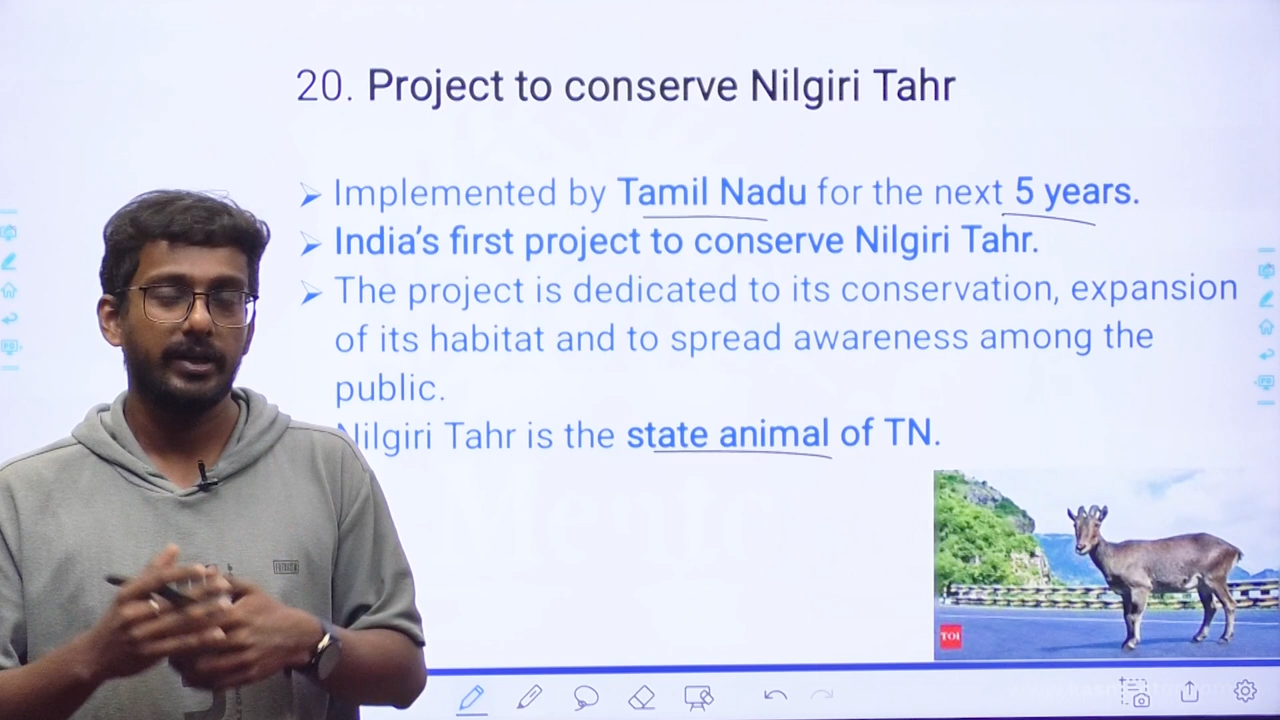 20. Project to conserve Nilgiri Tahr
Implemented by Tamil Nadu for the next 5 years.
India's first project to conserve Nilgiri Tahr.
The project is dedicated to its conservation, expansion
of its habitat and to spread awareness among the
public.
Nilgiri Tahr is the state animal of TN.
TOI